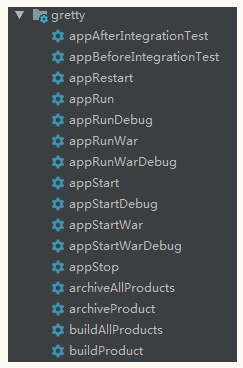 gretty
appAfterIntegrationTest
appBeforeIntegrationTest
appRestart
appRun
appRunDebug
appRunWar
appRunWarDebug
appStart
appStartDebug
appStartWar
appStartWarDebug
appStop
archiveAllProducts
archiveProduct
buildAllProducts
buildProduct